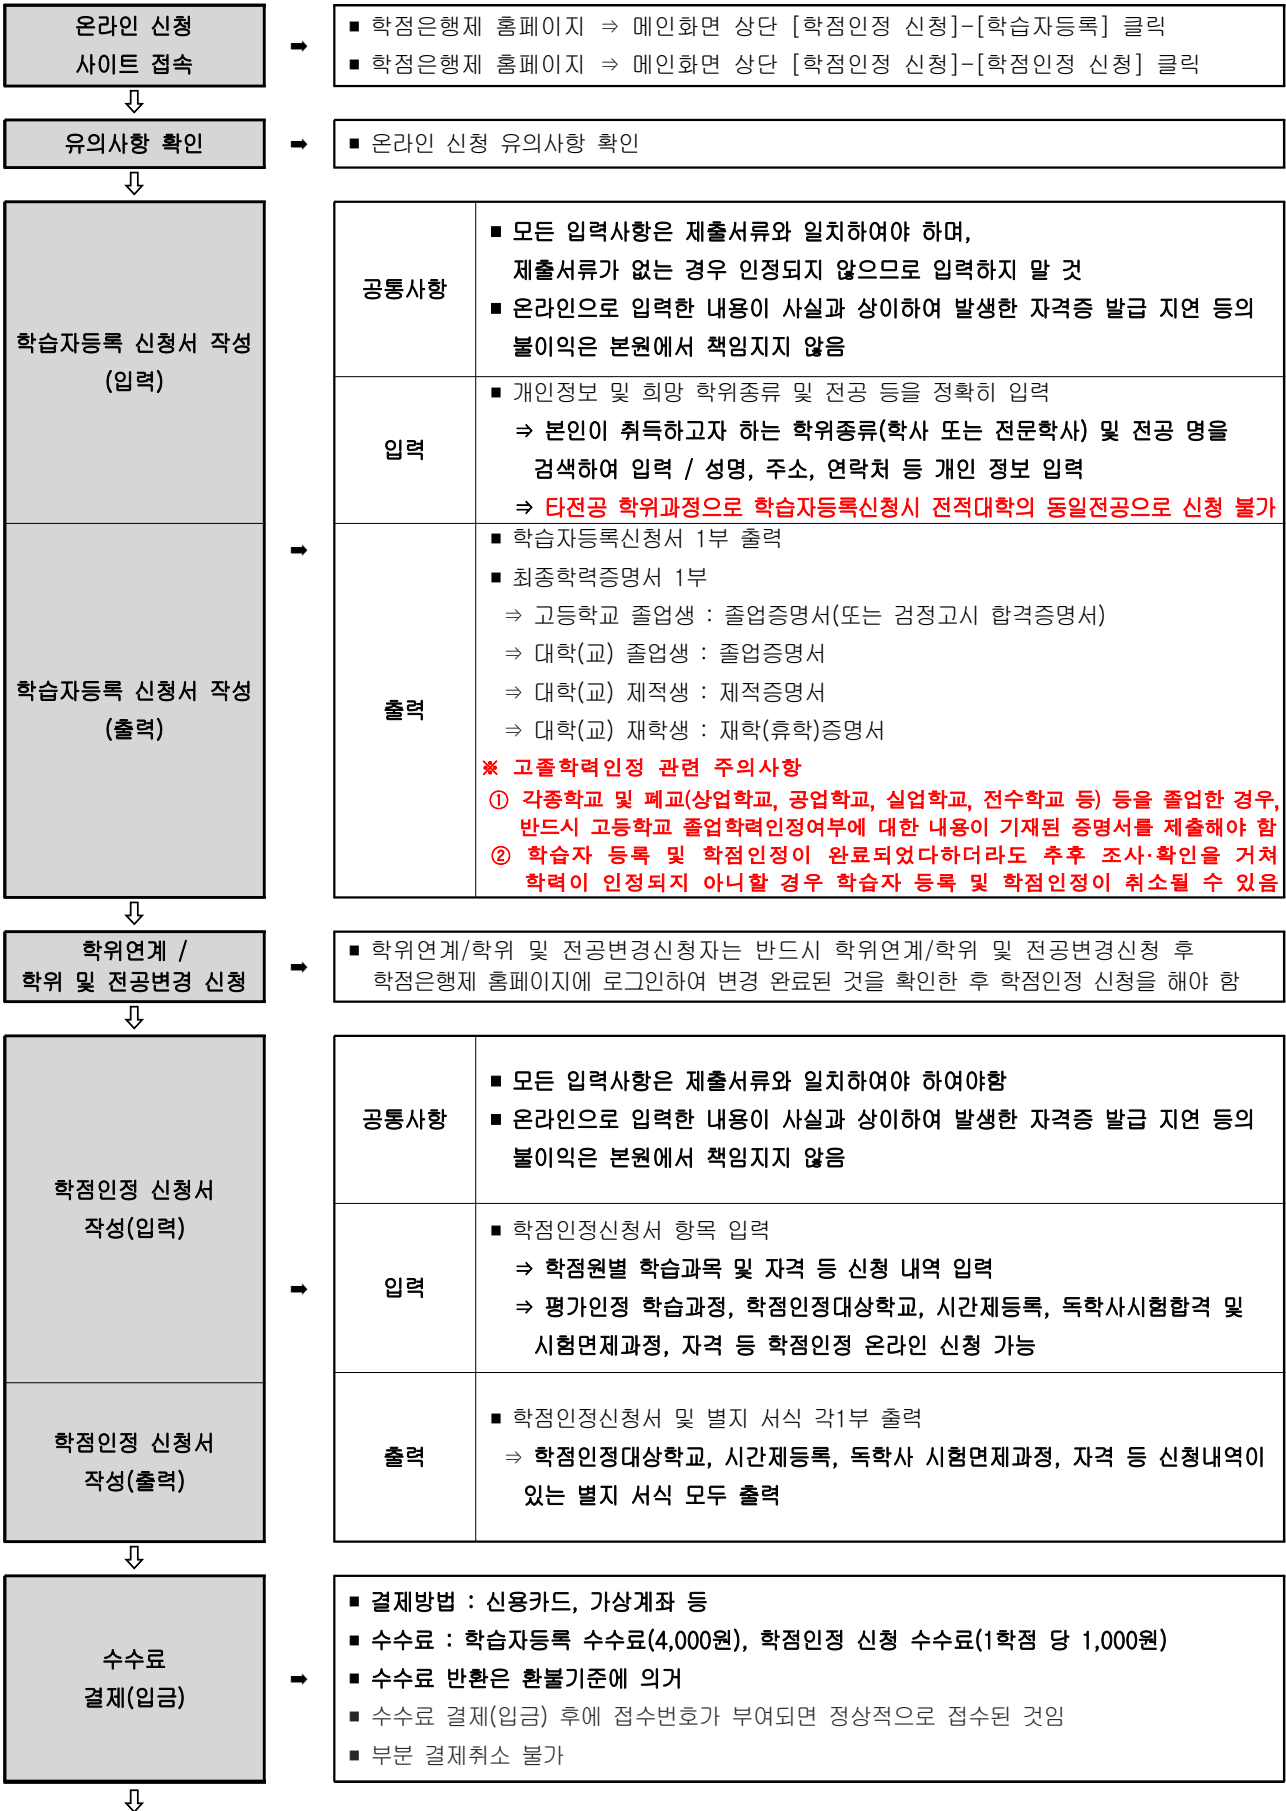 온라인 신청
사이트 접속
➡
■ 학점은행제 홈페이지 ⇒ 메인화면 상단 [학점인정 신청]-[학습자등록] 클릭
■ 학점은행제 홈페이지 ⇒ 메인화면 상단 [학점인정 신청]-[학점인정 신청] 클릭
⇩
유의사항 확인
➡
■ 온라인 신청 유의사항 확인
⇩
학습자등록 신청서 작성
(입력)
공통사항
■ 모든 입력사항은 제출서류와 일치하여야 하며,
제출서류가 없는 경우 인정되지 않으므로 입력하지 말 것
■ 온라인으로 입력한 내용이 사실과 상이하여 발생한 자격증 발급 지연 등의
불이익은 본원에서 책임지지 않음
입력
■ 개인정보 및 희망 학위종류 및 전공 등을 정확히 입력
⇒ 본인이 취득하고자 하는 학위종류(학사 또는 전문학사) 및 전공 명을
검색하여 입력 / 성명, 주소, 연락처 등 개인 정보 입력
⇒ 타전공 학위과정으로 학습자등록신청시 전적대학의 동일전공으로 신청 불가
➡
학습자등록 신청서 작성
(출력)
출력
■ 학습자등록신청서 1부 출력
■ 최종학력증명서 1부
⇒ 고등학교 졸업생 : 졸업증명서(또는 검정고시 합격증명서)
⇒ 대학(교) 졸업생 : 졸업증명서
⇒ 대학(교) 제적생 : 제적증명서
⇒ 대학(교) 재학생 : 재학(휴학)증명서
※ 고졸학력인정 관련 주의사항
① 각종학교 및 폐교(상업학교, 공업학교, 실업학교, 전수학교 등) 등을 졸업한 경우,
반드시 고등학교 졸업학력인정여부에 대한 내용이 기재된 증명서를 제출해야 함
② 학습자 등록 및 학점인정이 완료되었다하더라도 추후 조사·확인을 거쳐
학력이 인정되지 아니할 경우 학습자 등록 및 학점인정이 취소될 수 있음
⇩
학위연계 /
학위 및 전공변경 신청
➡
■ 학위연계/학위 및 전공변경신청자는 반드시 학위연계/학위 및 전공변경신청 후
학점은행제 홈페이지에 로그인하여 변경 완료된 것을 확인한 후 학점인정 신청을 해야 함
⇩
학점인정 신청서
작성(입력)
공통사항
■ 모든 입력사항은 제출서류와 일치하여야 하여야함
■ 온라인으로 입력한 내용이 사실과 상이하여 발생한 자격증 발급 지연 등의
불이익은 본원에서 책임지지 않음
➡
입력
■ 학점인정신청서 항목 입력
⇒ 학점원별 학습과목 및 자격 등 신청 내역 입력
⇒ 평가인정 학습과정, 학점인정대상학교, 시간제등록, 독학사시험합격 및
시험면제과정, 자격 등 학점인정 온라인 신청 가능
학점인정 신청서
작성(출력)
출력
■ 학점인정신청서 및 별지 서식 각1부 출력
⇒ 학점인정대상학교, 시간제등록, 독학사 시험면제과정, 자격 등 신청내역이
있는 별지 서식 모두 출력
⇩
수수료
결제(입금)
➡
■ 결제방법 : 신용카드, 가상계좌 등
■ 수수료 : 학습자등록 수수료(4,000원), 학점인정 신청 수수료(1학점 당 1,000원)
■ 수수료 반환은 환불기준에 의거
■ 수수료 결제(입금) 후에 접수번호가 부여되면 정상적으로 접수된 것임
■ 부분 결제취소 불가
⇩